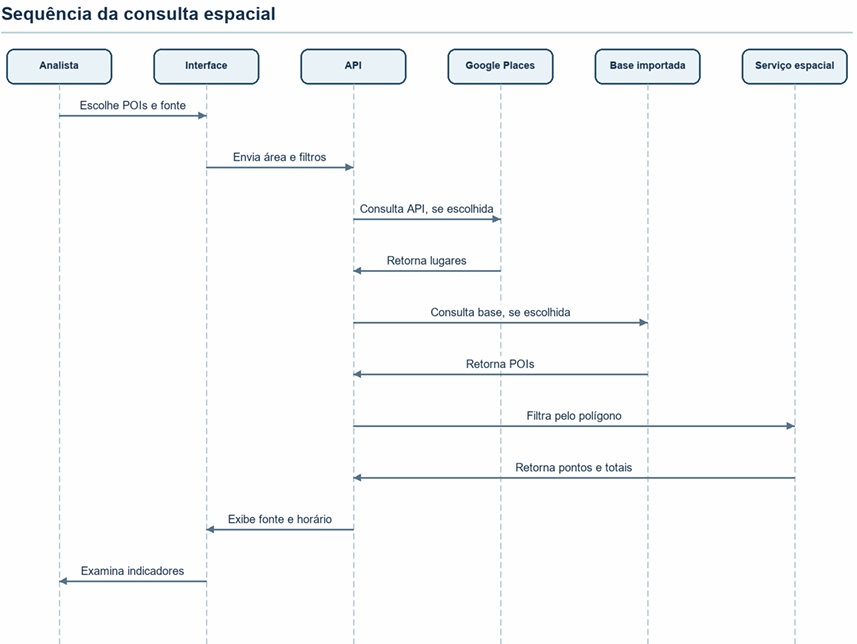 Sequência da consulta espacial
Analista
Interface
API
Google Places
Base importada
Serviço espacial
Escolhe POIs e fonte
Envia área e filtros
Consulta API, se escolhida
Retorna lugares
Consulta base, se escolhida
Retorna POIs
Filtra pelo polígono
Retorna pontos e totais
Exibe fonte e horário
Examina indicadores